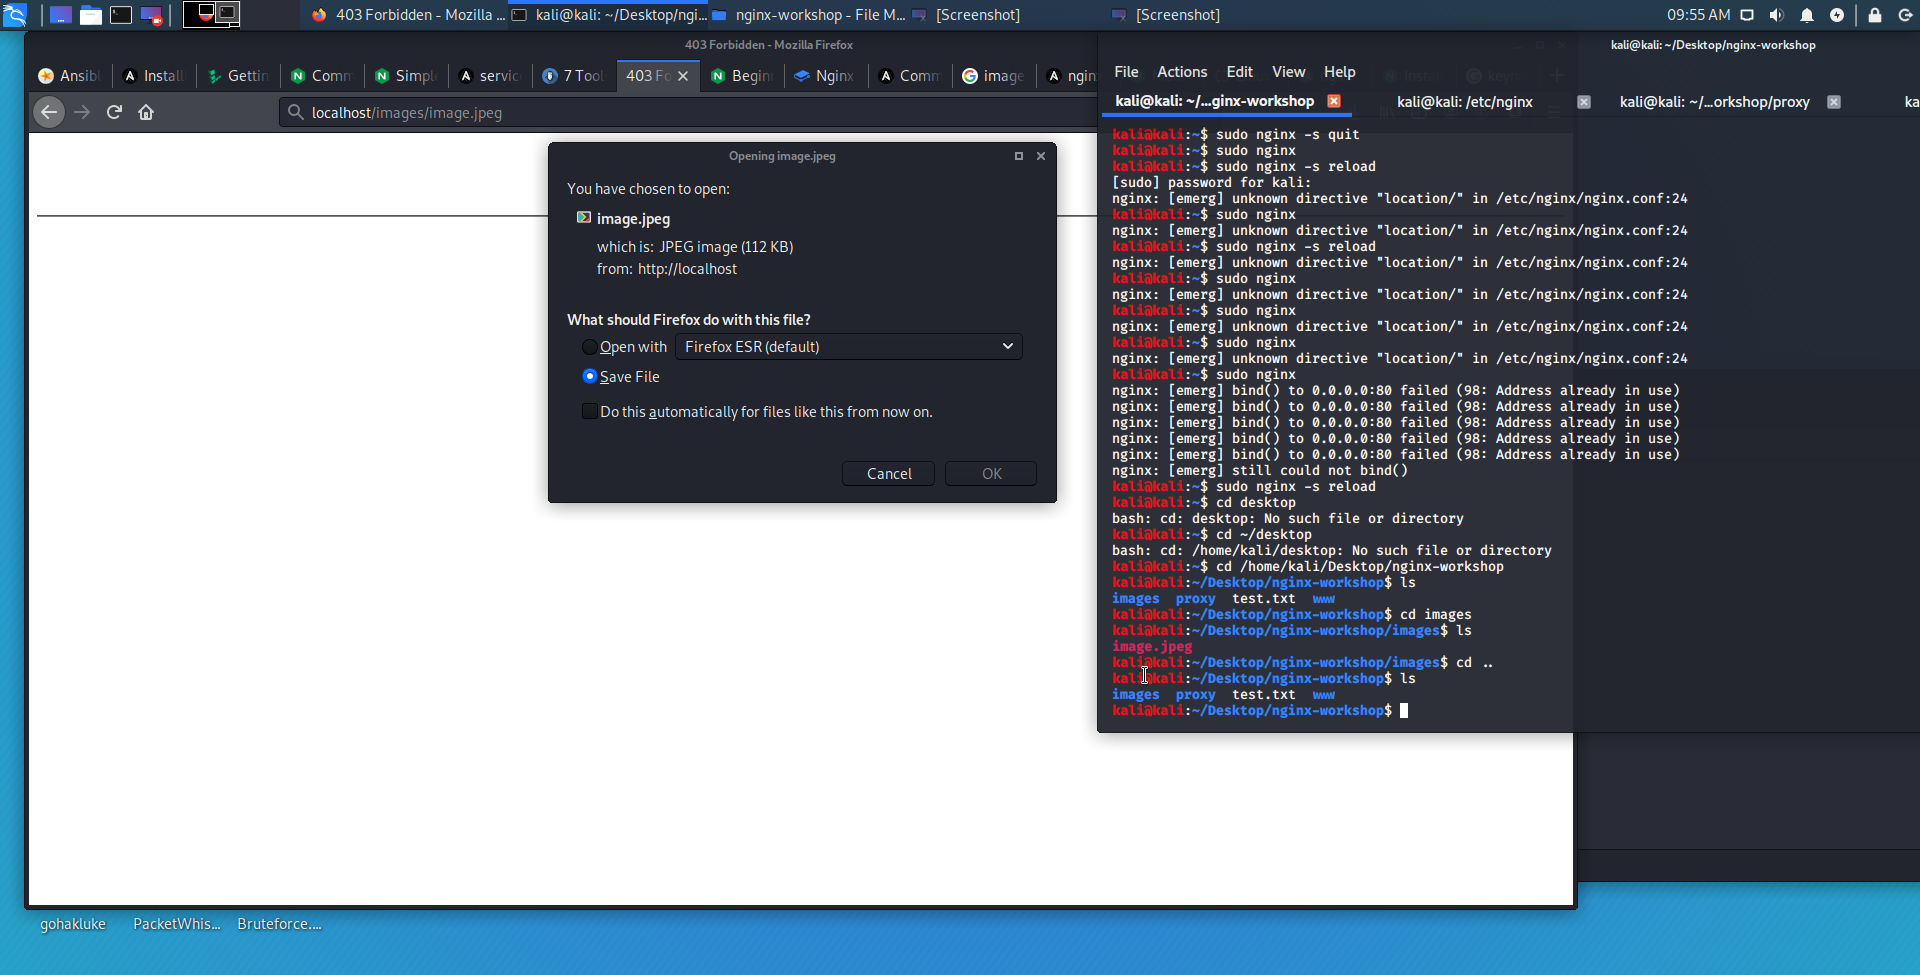 403 Forbidden - Mozilla ...
kali@kali: ~/Desktop/ngi...
nginx-workshop - File M...
[Screenshot]
[Screenshot]
09:55 AM
403 Forbidden - Mozilla Firefox
Ansibl
Install
Gettin
Comm
Simpl
servic
7 Tool
403 Fo
Begin
Nginx
Comm
image
ngin
localhost/images/image.jpeg
Opening image.jpeg
You have chosen to open:
image.jpeg
which is: JPEG image (112 KB)
from: http://localhost
What should Firefox do with this file?
Open with
Firefox ESR (default)
Save File
Do this automatically for files like this from now on.
Cancel
OK
kali@kali: ~/Desktop/nginx-workshop
File Actions Edit View Help
kali@kali: ~/...ginx-workshop
kali@kali: /etc/nginx
kali@kali: ~/...orkshop/proxy
ka
kali@kali:~$ sudo nginx -s quit
kali@kali:~$ sudo nginx
kali@kali:~$ sudo nginx -s reload
[sudo] password for kali:
nginx: [emerg] unknown directive "location/" in /etc/nginx/nginx.conf:24
kali@kali:~$ sudo nginx
nginx: [emerg] unknown directive "location/" in /etc/nginx/nginx.conf:24
kali@kali:~$ sudo nginx -s reload
nginx: [emerg] unknown directive "location/" in /etc/nginx/nginx.conf:24
kali@kali:~$ sudo nginx
nginx: [emerg] unknown directive "location/" in /etc/nginx/nginx.conf:24
kali@kali:~$ sudo nginx
nginx: [emerg] unknown directive "location/" in /etc/nginx/nginx.conf:24
kali@kali:~$ sudo nginx
nginx: [emerg] unknown directive "location/" in /etc/nginx/nginx.conf:24
kali@kali:~$ sudo nginx
nginx: [emerg] bind() to 0.0.0.0:80 failed (98: Address already in use)
nginx: [emerg] bind() to 0.0.0.0:80 failed (98: Address already in use)
nginx: [emerg] bind() to 0.0.0.0:80 failed (98: Address already in use)
nginx: [emerg] bind() to 0.0.0.0:80 failed (98: Address already in use)
nginx: [emerg] bind() to 0.0.0.0:80 failed (98: Address already in use)
nginx: [emerg] still could not bind()
kali@kali:~$ sudo nginx -s reload
kali@kali:~$ cd desktop
bash: cd: desktop: No such file or directory
kali@kali:~$ cd ~/desktop
bash: cd: /home/kali/desktop: No such file or directory
kali@kali:~$ cd /home/kali/Desktop/nginx-workshop
kali@kali:~/Desktop/nginx-workshop$ ls
images proxy test.txt www
kali@kali:~/Desktop/nginx-workshop$ cd images
kali@kali:~/Desktop/nginx-workshop/images$ ls
image.jpeg
kali@kali:~/Desktop/nginx-workshop/images$ cd ..
kali@kali:~/Desktop/nginx-workshop$ ls
images proxy test.txt www
kali@kali:~/Desktop/nginx-workshop$
gohakluke
PacketWhis...
Bruteforce....